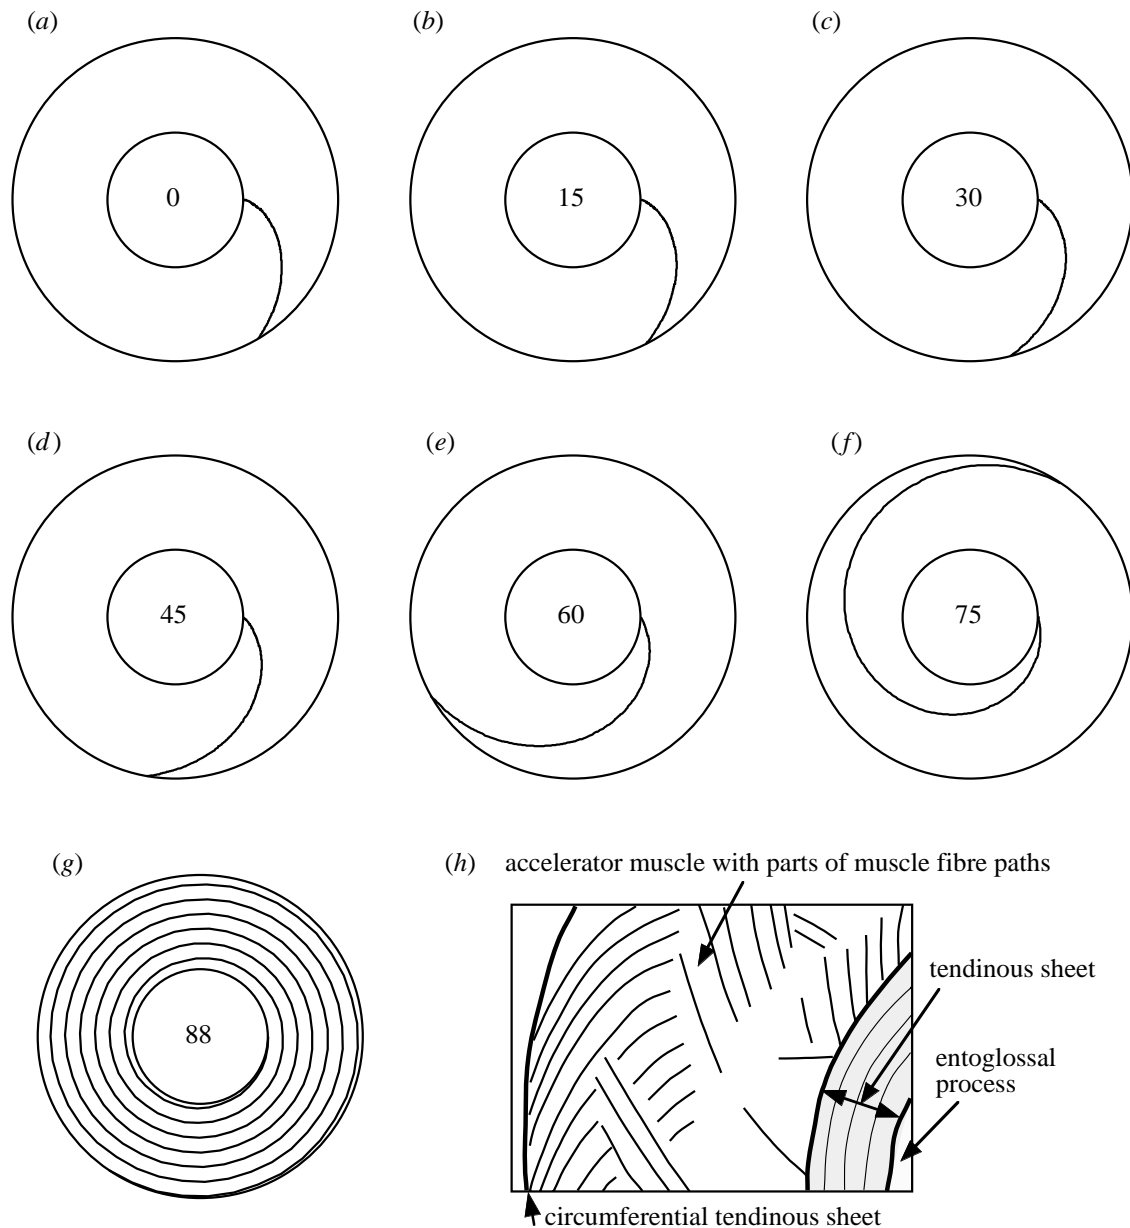 (a)
(b)
(c)
0
15
30
(d)
(e)
(f)
45
60
75
(g)
(h)
accelerator muscle with parts of muscle fibre paths
88
tendinous sheet
entoglossal
process
circumferential tendinous sheet